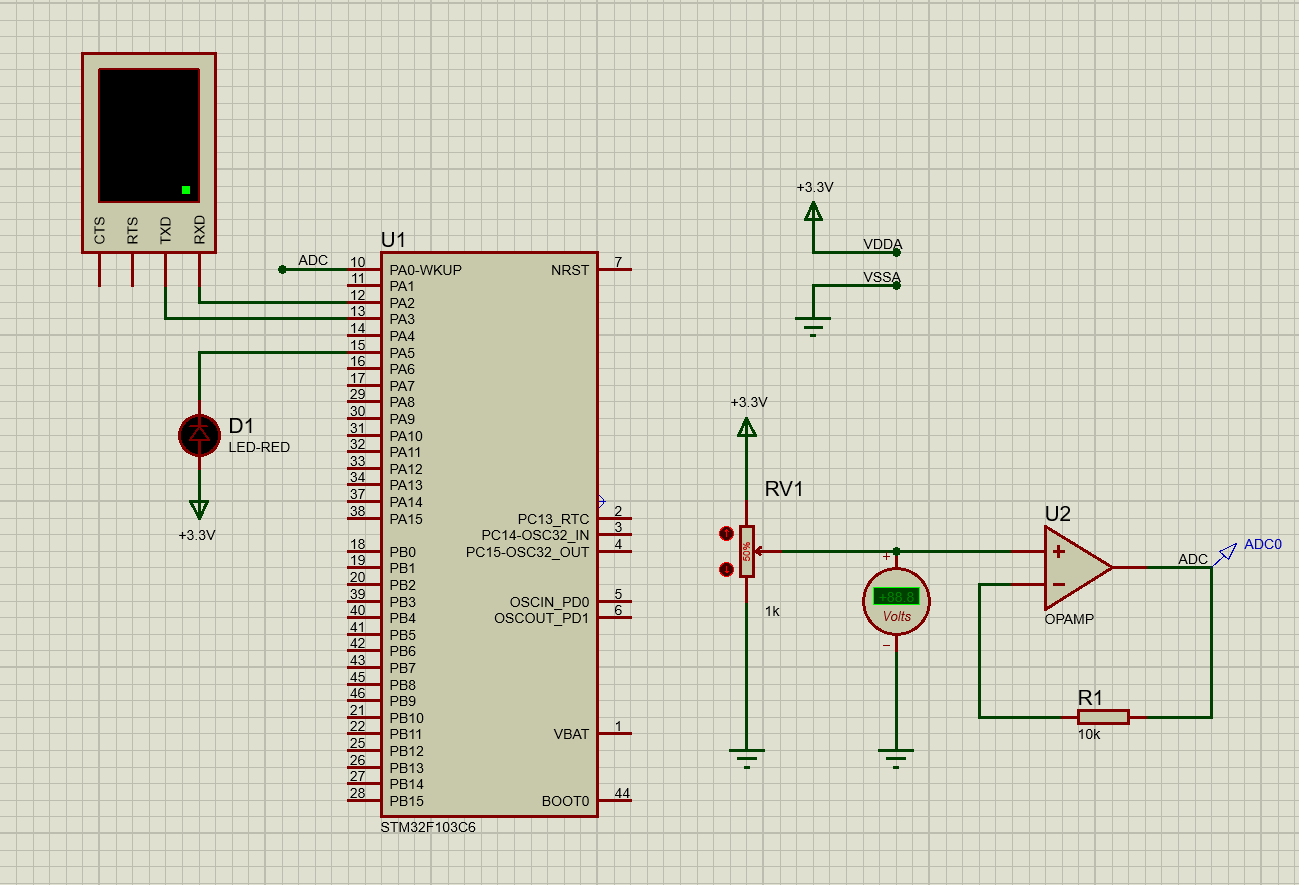 CTS
RTS
TXD
RXD
U1
ADC
10 PA0-WKUP
11 PA1
12 PA2
13 PA3
14 PA4
15 PA5
16 PA6
17 PA7
29 PA8
30 PA9
31 PA10
32 PA11
33 PA12
34 PA13
37 PA14
38 PA15
18 PB0
19 PB1
20 PB2
39 PB3
40 PB4
41 PB5
42 PB6
43 PB7
45 PB8
46 PB9
21 PB10
22 PB11
25 PB12
26 PB13
27 PB14
28 PB15
NRST 7
PC13_RTC 2
PC14-OSC32_IN 3
PC15-OSC32_OUT 4
OSCIN_PD0 5
OSCOUT_PD1 6
VBAT 1
BOOT0 44
STM32F103C6
D1
LED-RED
+3.3V
+3.3V
VDDA
VSSA
+3.3V
RV1
50%
1k
+
+88.8
Volts
−
U2
+
−
OPAMP
ADC
ADC0
R1
10k